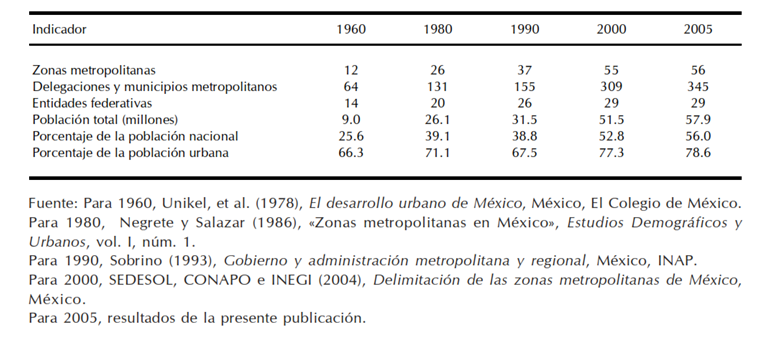 Indicador 1960 1980 1990 2000 2005
Zonas metropolitanas 12 26 37 55 56
Delegaciones y municipios metropolitanos 64 131 155 309 345
Entidades federativas 14 20 26 29 29
Población total (millones) 9.0 26.1 31.5 51.5 57.9
Porcentaje de la población nacional 25.6 39.1 38.8 52.8 56.0
Porcentaje de la población urbana 66.3 71.1 67.5 77.3 78.6
Fuente: Para 1960, Unikel, et al. (1978), El desarrollo urbano de México, México, El Colegio de México.
Para 1980, Negrete y Salazar (1986), «Zonas metropolitanas en México», Estudios Demográficos y
Urbanos, vol. I, núm. 1.
Para 1990, Sobrino (1993), Gobierno y administración metropolitana y regional, México, INAP.
Para 2000, SEDESOL, CONAPO e INEGI (2004), Delimitación de las zonas metropolitanas de México,
México.
Para 2005, resultados de la presente publicación.